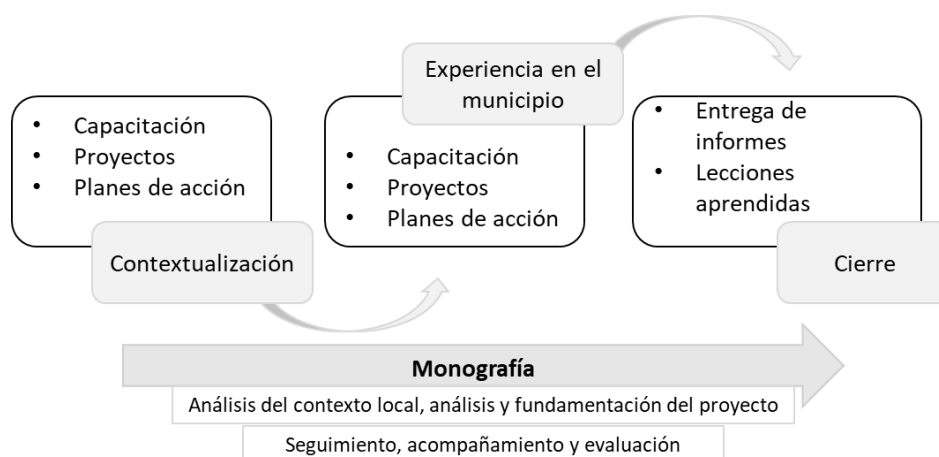 • Capacitación
• Proyectos
• Planes de acción
Contextualización
Experiencia en el
municipio
• Capacitación
• Proyectos
• Planes de acción
• Entrega de
informes
• Lecciones
aprendidas
Cierre
Monografía
Análisis del contexto local, análisis y fundamentación del proyecto
Seguimiento, acompañamiento y evaluación